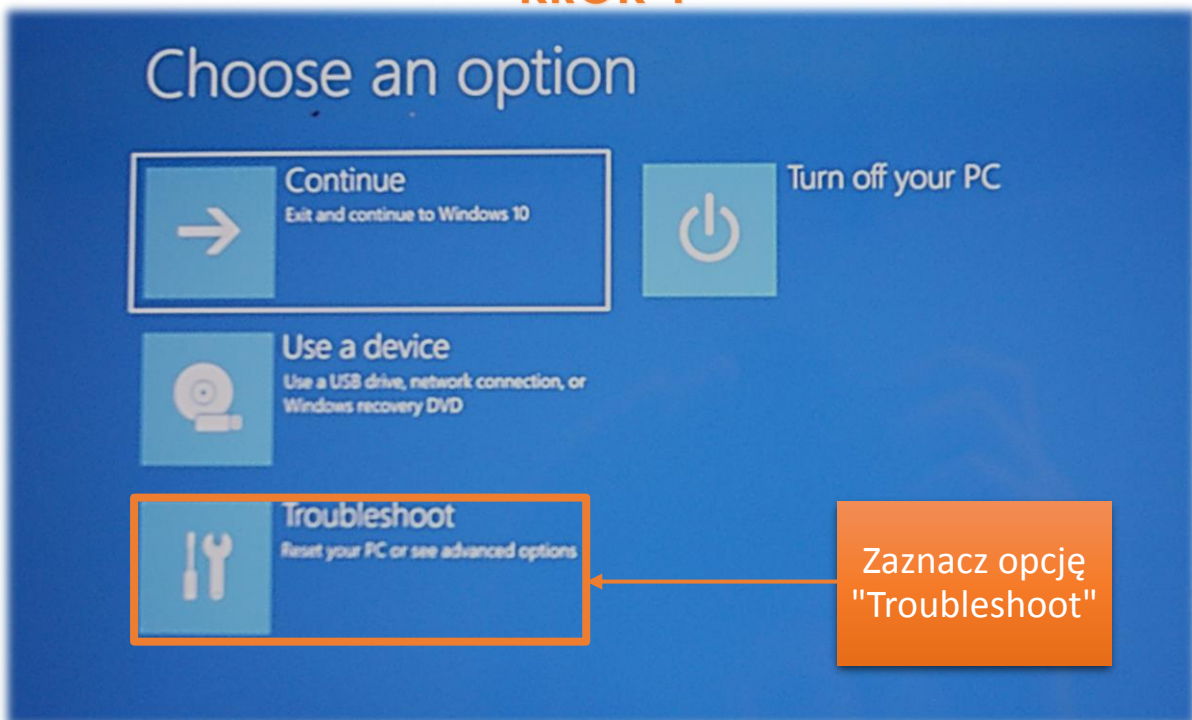 Choose an option
Continue
Exit and continue to Windows 10
Turn off your PC
Use a device
Use a USB drive, network connection, or
Windows recovery DVD
Troubleshoot
Reset your PC or see advanced options
Zaznacz opcję
"Troubleshoot"